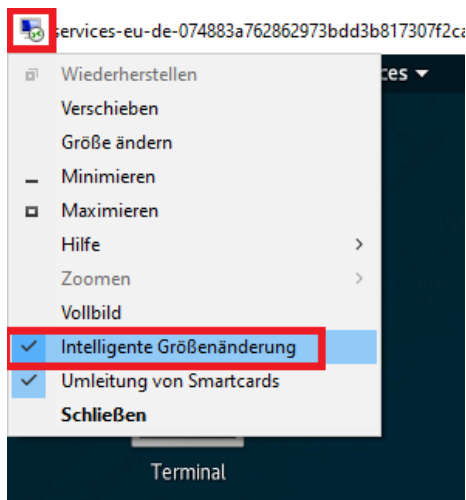 services-eu-de-074883a762862973bdd3b817307f2ca
ces
Wiederherstellen
Verschieben
Größe ändern
Minimieren
Maximieren
Hilfe
Zoomen
Vollbild
Intelligente Größenänderung
Umleitung von Smartcards
Schließen
Terminal